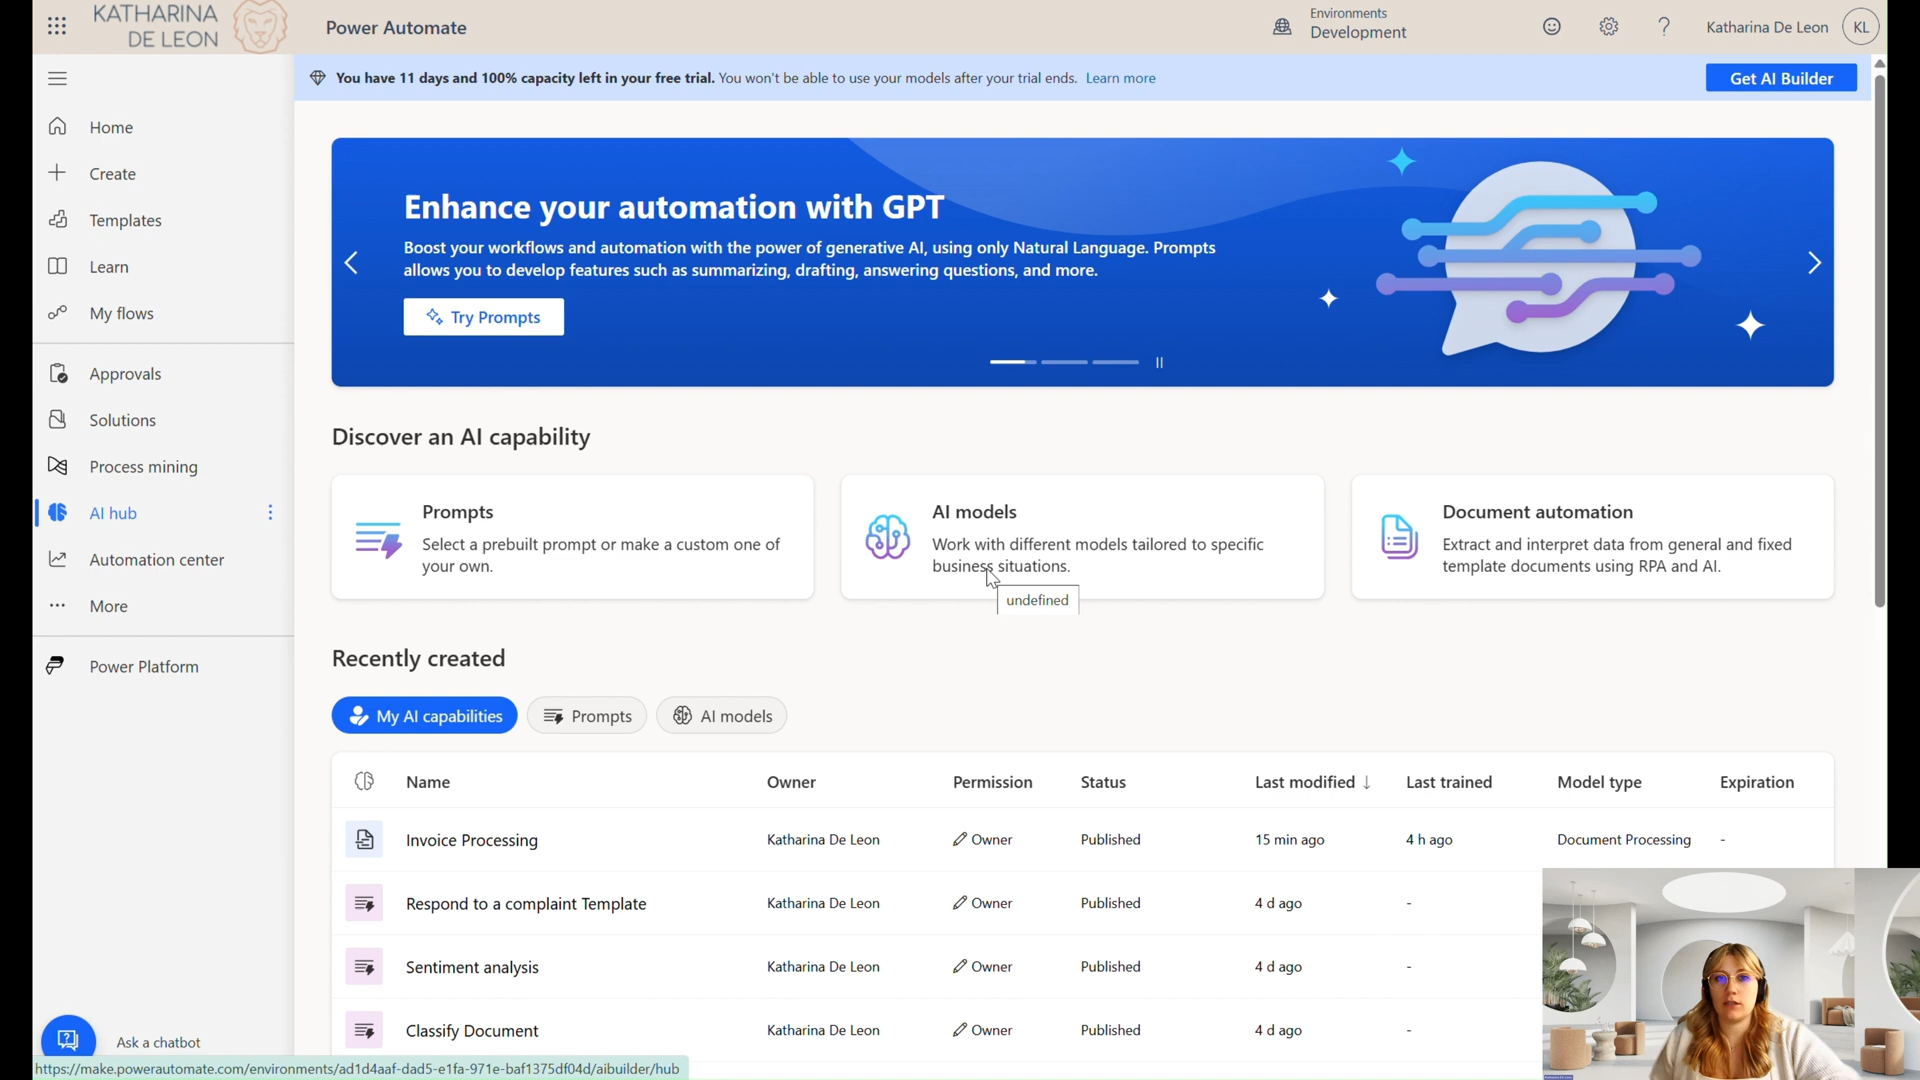 KATHARINA
DE LEON
Power Automate
Environments
Development
Katharina De Leon
KL
You have 11 days and 100% capacity left in your free trial. You won't be able to use your models after your trial ends. Learn more
Get AI Builder
Home
Create
Templates
Learn
My flows
Approvals
Solutions
Process mining
AI hub
Automation center
More
Power Platform
Ask a chatbot
Enhance your automation with GPT
Boost your workflows and automation with the power of generative AI, using only Natural Language. Prompts
allows you to develop features such as summarizing, drafting, answering questions, and more.
Try Prompts
Discover an AI capability
Prompts
Select a prebuilt prompt or make a custom one of
your own.
AI models
Work with different models tailored to specific
business situations.
undefined
Document automation
Extract and interpret data from general and fixed
template documents using RPA and AI.
Recently created
My AI capabilities
Prompts
AI models
Name Owner Permission Status Last modified ↓ Last trained Model type Expiration
Invoice Processing Katharina De Leon Owner Published 15 min ago 4 h ago Document Processing -
Respond to a complaint Template Katharina De Leon Owner Published 4 d ago -
Sentiment analysis Katharina De Leon Owner Published 4 d ago -
Classify Document Katharina De Leon Owner Published 4 d ago -
https://make.powerautomate.com/environments/ad1d4aaf-dad5-e1fa-971e-baf1375df04d/aibuilder/hub